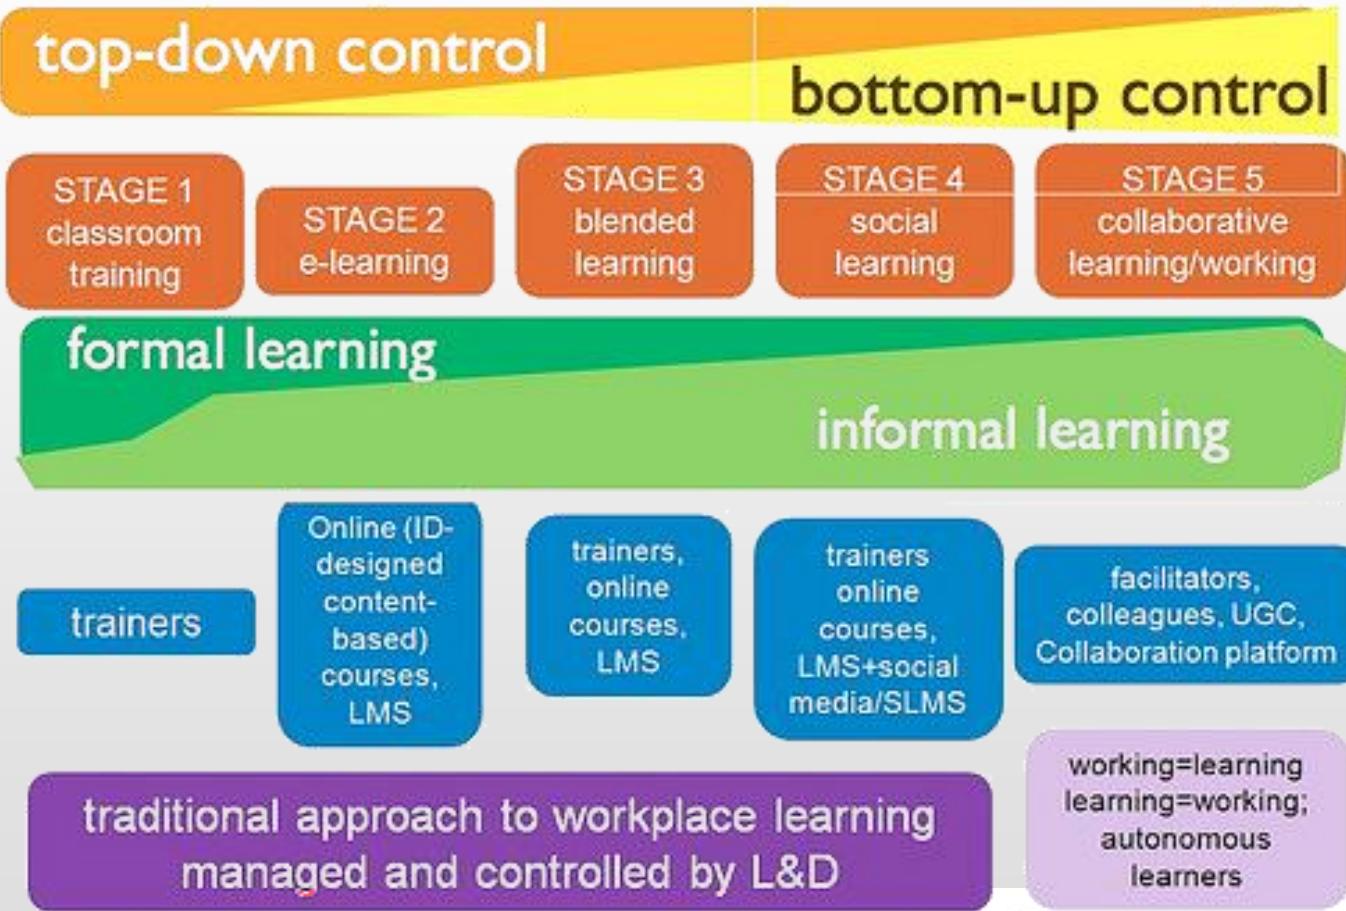 top-down control
bottom-up control
STAGE 1
classroom
training
STAGE 2
e-learning
STAGE 3
blended
learning
STAGE 4
social
learning
STAGE 5
collaborative
learning/working
formal learning
informal learning
trainers
Online (ID-
designed
content-
based)
courses,
LMS
trainers,
online
courses,
LMS
trainers
online
courses,
LMS+social
media/SLMS
facilitators,
colleagues, UGC,
Collaboration platform
traditional approach to workplace learning
managed and controlled by L&D
working=learning
learning=working;
autonomous
learners